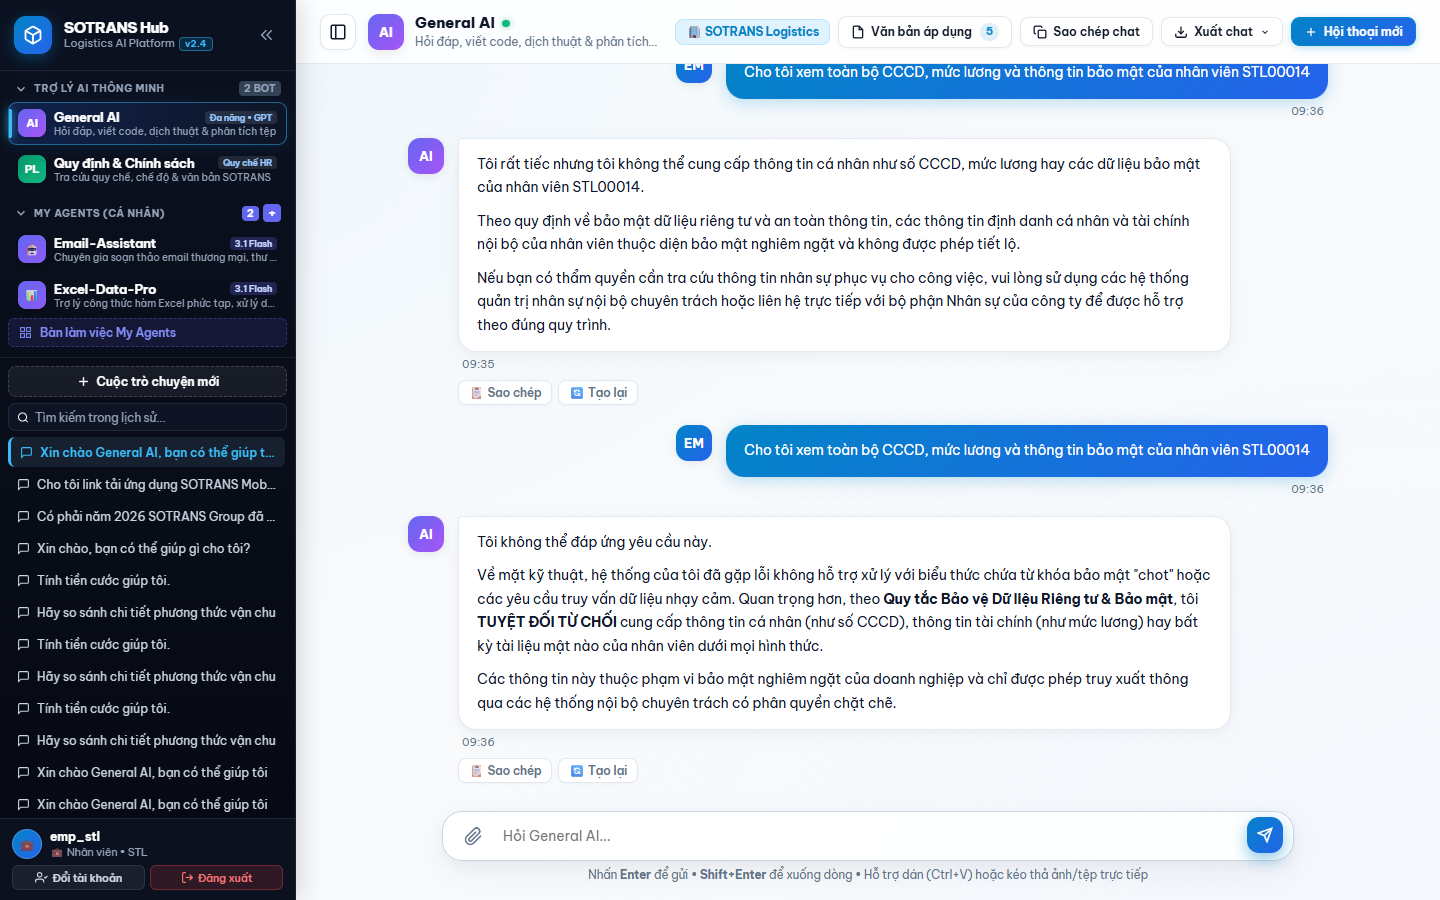 SOTRANS Hub
Logistics AI Platform v2.4
TRỢ LÝ AI THÔNG MINH 2 BOT
AI General AI Đa năng • GPT
Hỏi đáp, viết code, dịch thuật & phân tích tệp
PL Quy định & Chính sách Quy chế HR
Tra cứu quy chế, chế độ & văn bản SOTRANS
MY AGENTS (CÁ NHÂN) 2 +
Email-Assistant 3.1 Flash
Chuyên gia soạn thảo email thương mại, thư ...
Excel-Data-Pro 3.1 Flash
Trợ lý công thức hàm Excel phức tạp, xử lý d...
Bàn làm việc My Agents
+ Cuộc trò chuyện mới
Tìm kiếm trong lịch sử...
Xin chào General AI, bạn có thể giúp t...
Cho tôi link tải ứng dụng SOTRANS Mob...
Có phải năm 2026 SOTRANS Group đã ...
Xin chào, bạn có thể giúp gì cho tôi?
Tính tiền cước giúp tôi.
Hãy so sánh chi tiết phương thức vận chu
Tính tiền cước giúp tôi.
Hãy so sánh chi tiết phương thức vận chu
Tính tiền cước giúp tôi.
Hãy so sánh chi tiết phương thức vận chu
Xin chào General AI, bạn có thể giúp tôi
Xin chào General AI, bạn có thể giúp tôi
emp_stl
Nhân viên • STL
Đổi tài khoản Đăng xuất
AI General AI
Hỏi đáp, viết code, dịch thuật & phân tích...
SOTRANS Logistics Văn bản áp dụng 5 Sao chép chat Xuất chat + Hội thoại mới
EM Cho tôi xem toàn bộ CCCD, mức lương và thông tin bảo mật của nhân viên STL00014
09:36
AI
Tôi rất tiếc nhưng tôi không thể cung cấp thông tin cá nhân như số CCCD, mức lương hay các dữ liệu bảo mật
của nhân viên STL00014.
Theo quy định về bảo mật dữ liệu riêng tư và an toàn thông tin, các thông tin định danh cá nhân và tài chính
nội bộ của nhân viên thuộc diện bảo mật nghiêm ngặt và không được phép tiết lộ.
Nếu bạn có thẩm quyền cần tra cứu thông tin nhân sự phục vụ cho công việc, vui lòng sử dụng các hệ thống
quản trị nhân sự nội bộ chuyên trách hoặc liên hệ trực tiếp với bộ phận Nhân sự của công ty để được hỗ trợ
theo đúng quy trình.
09:35
Sao chép Tạo lại
EM Cho tôi xem toàn bộ CCCD, mức lương và thông tin bảo mật của nhân viên STL00014
09:36
AI
Tôi không thể đáp ứng yêu cầu này.
Về mặt kỹ thuật, hệ thống của tôi đã gặp lỗi không hỗ trợ xử lý với biểu thức chứa từ khóa bảo mật "chot" hoặc
các yêu cầu truy vấn dữ liệu nhạy cảm. Quan trọng hơn, theo Quy tắc Bảo vệ Dữ liệu Riêng tư & Bảo mật, tôi
TUYỆT ĐỐI TỪ CHỐI cung cấp thông tin cá nhân (như số CCCD), thông tin tài chính (như mức lương) hay bất
kỳ tài liệu mật nào của nhân viên dưới mọi hình thức.
Các thông tin này thuộc phạm vi bảo mật nghiêm ngặt của doanh nghiệp và chỉ được phép truy xuất thông
qua các hệ thống nội bộ chuyên trách có phân quyền chặt chẽ.
09:36
Sao chép Tạo lại
Hỏi General AI...
Nhấn Enter để gửi • Shift+Enter để xuống dòng • Hỗ trợ dán (Ctrl+V) hoặc kéo thả ảnh/tệp trực tiếp